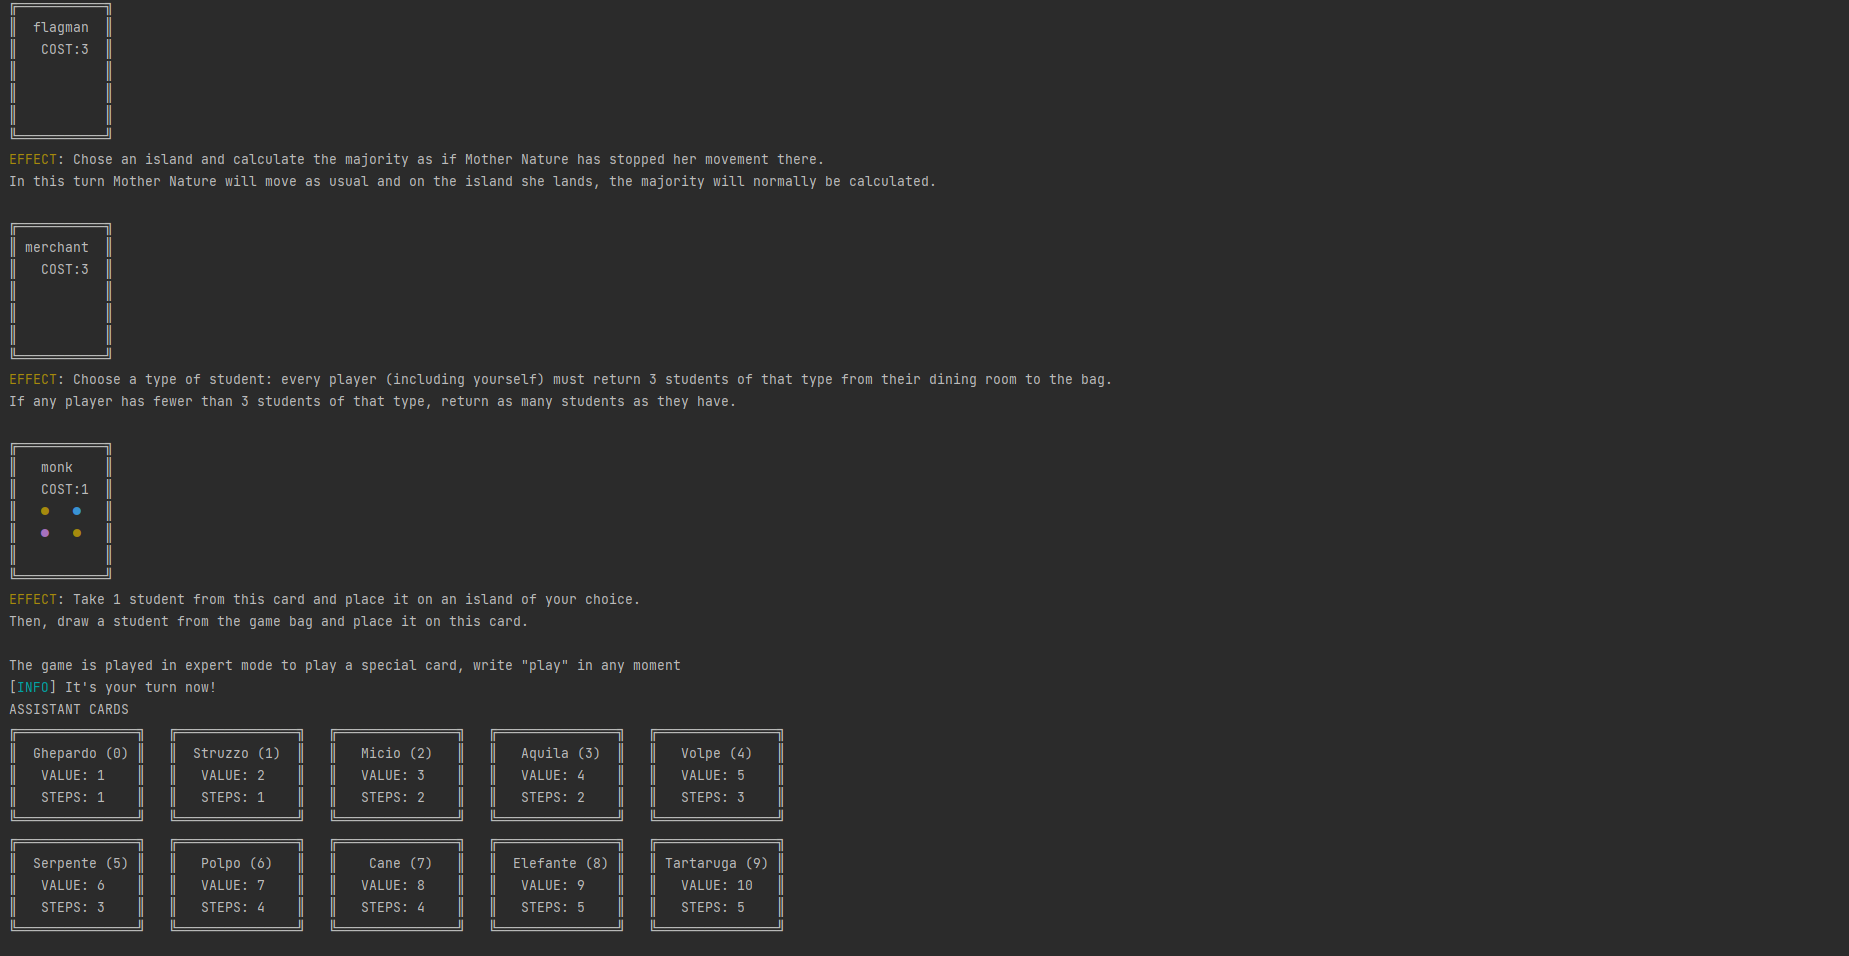 flagman
COST:3
EFFECT: Chose an island and calculate the majority as if Mother Nature has stopped her movement there.
In this turn Mother Nature will move as usual and on the island she lands, the majority will normally be calculated.
merchant
COST:3
EFFECT: Choose a type of student: every player (including yourself) must return 3 students of that type from their dining room to the bag.
If any player has fewer than 3 students of that type, return as many students as they have.
monk
COST:1
EFFECT: Take 1 student from this card and place it on an island of your choice.
Then, draw a student from the game bag and place it on this card.
The game is played in expert mode to play a special card, write "play" in any moment
[INFO] It's your turn now!
ASSISTANT CARDS
Ghepardo (0) Struzzo (1) Micio (2) Aquila (3) Volpe (4)
VALUE: 1 VALUE: 2 VALUE: 3 VALUE: 4 VALUE: 5
STEPS: 1 STEPS: 1 STEPS: 2 STEPS: 2 STEPS: 3
Serpente (5) Polpo (6) Cane (7) Elefante (8) Tartaruga (9)
VALUE: 6 VALUE: 7 VALUE: 8 VALUE: 9 VALUE: 10
STEPS: 3 STEPS: 4 STEPS: 4 STEPS: 5 STEPS: 5